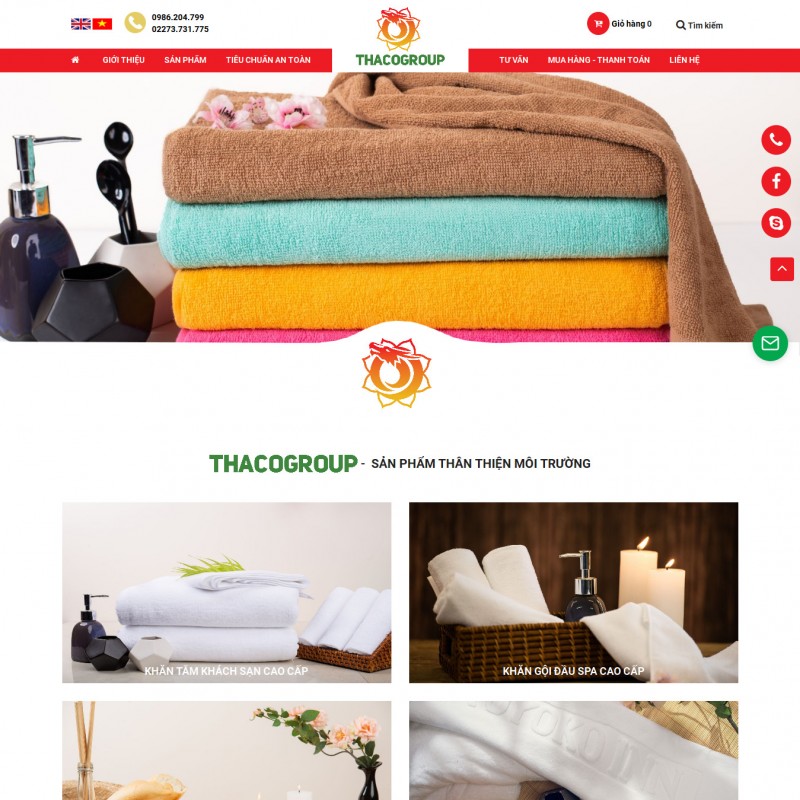 0986.204.799
02273.731.775
THACOGROUP
Giỏ hàng 0
Tìm kiếm
GIỚI THIỆU
SẢN PHẨM
TIÊU CHUẨN AN TOÀN
TƯ VẤN
MUA HÀNG - THANH TOÁN
LIÊN HỆ
THACOGROUP - SẢN PHẨM THÂN THIỆN MÔI TRƯỜNG
KHĂN TẮM KHÁCH SẠN CAO CẤP
KHĂN GỘI ĐẦU SPA CAO CẤP